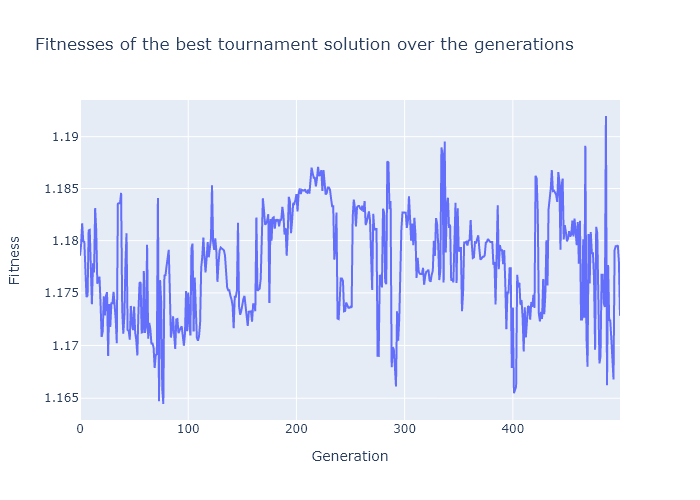 Fitnesses of the best tournament solution over the generations
1.19
1.185
1.18
1.175
1.17
1.165
0 100 200 300 400
Fitness
Generation